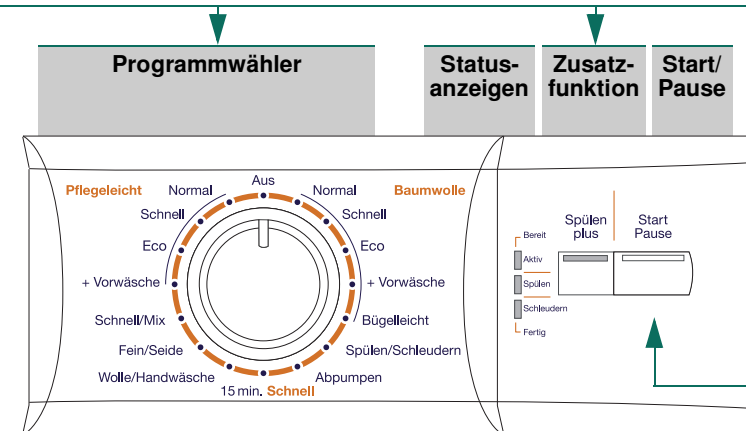 Programmwähler
Status-
anzeigen
Zusatz-
funktion
Start/
Pause
Aus
Pflegeleicht
Normal
Normal
Baumwolle
Schnell
Schnell
Eco
Eco
+ Vorwäsche
+ Vorwäsche
Schnell/Mix
Bügelleicht
Fein/Seide
Spülen/Schleudern
Wolle/Handwäsche
Abpumpen
15 min. Schnell
Spülen
plus
Start
Pause
Bereit
Aktiv
Spülen
Schleudern
Fertig